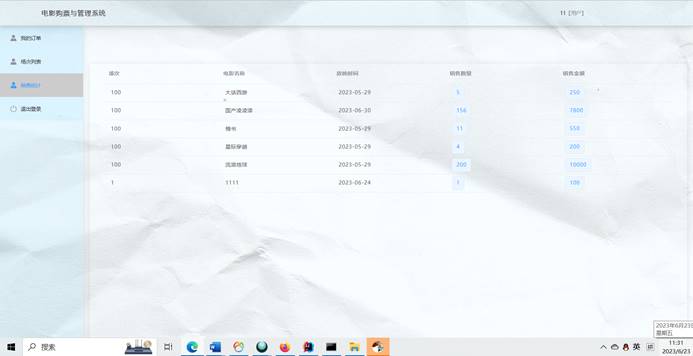 电影购票与管理系统
11 [用户]
我的订单
场次列表
销售统计
退出登录
场次 电影名称 放映时间 销售数量 销售金额
100 大话西游 2023-05-29 5 250
100 国产凌凌漆 2023-06-30 156 7800
100 情书 2023-05-29 11 550
100 星际穿越 2023-05-29 4 200
100 流浪地球 2023-05-29 200 10000
1 1111 2023-06-24 1 100
2023年6月23日
星期五
搜索
英
11:31
2023/6/23